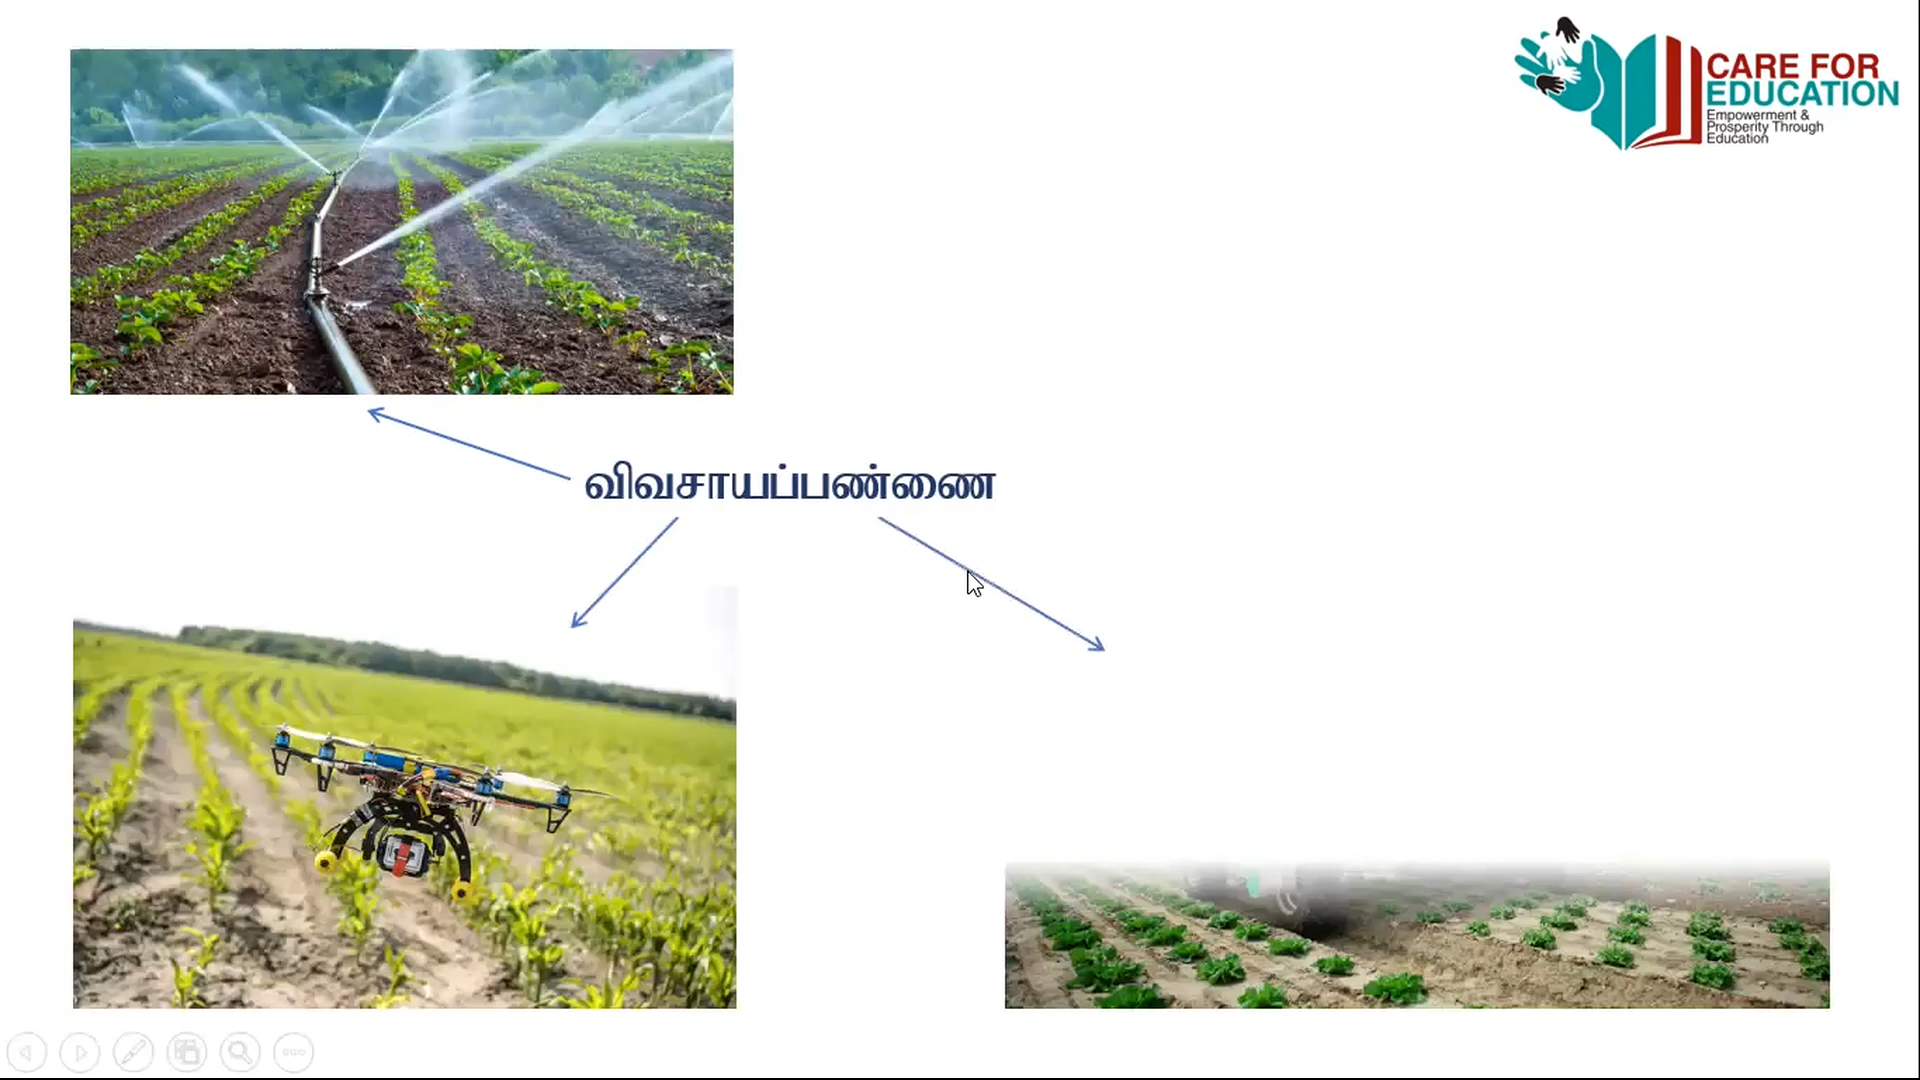 CARE FOR
EDUCATION
Empowerment &
Prosperity Through
Education
விவசாயப்பண்ணை